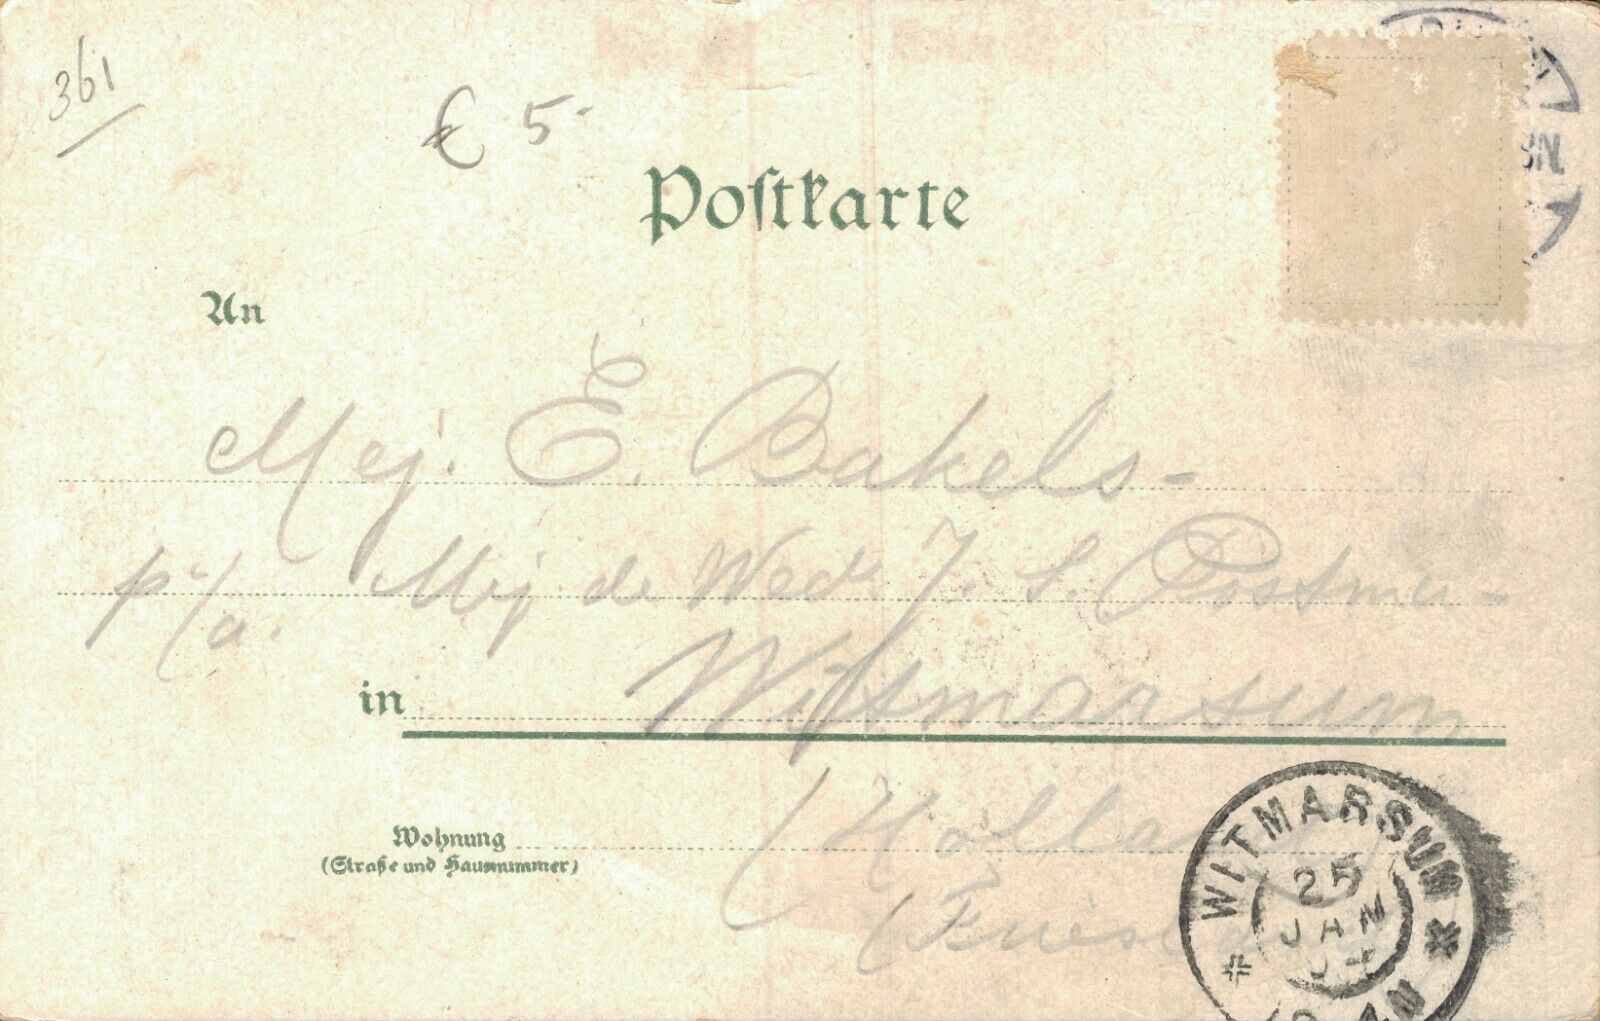 361
€ 5-
Postkarte
An
Mej. E. Bakels-
p/a. Mej de Wed. J. S. Postma-
in Witmarsum
(Holland
(Friesland
Wohnung
(Straße und Hausnummer)
WITMARSUM
25
JAN